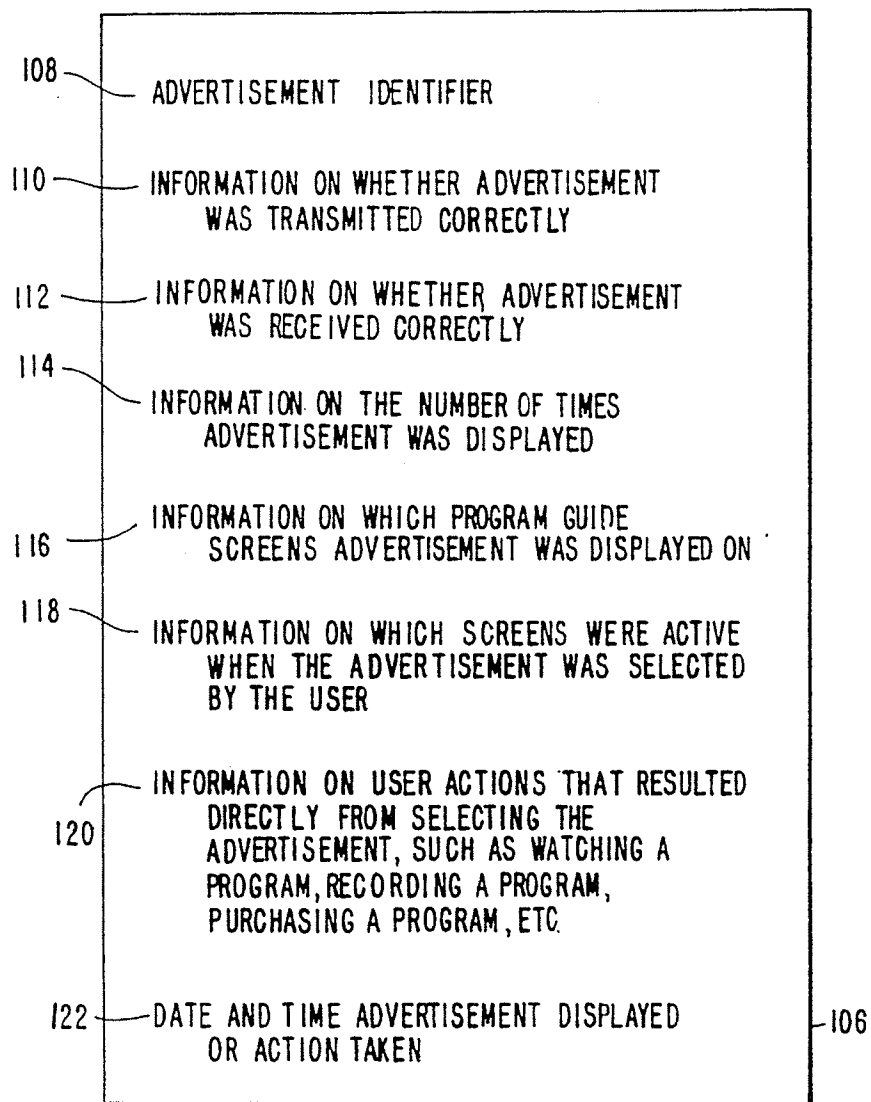 108
ADVERTISEMENT IDENTIFIER
110
INFORMATION ON WHETHER ADVERTISEMENT
WAS TRANSMITTED CORRECTLY
112
INFORMATION ON WHETHER ADVERTISEMENT
WAS RECEIVED CORRECTLY
114
INFORMATION ON THE NUMBER OF TIMES
ADVERTISEMENT WAS DISPLAYED
INFORMATION ON WHICH PROGRAM GUIDE
116
SCREENS ADVERTISEMENT WAS DISPLAYED ON
118
INFORMATION ON WHICH SCREENS WERE ACTIVE
WHEN THE ADVERTISEMENT WAS SELECTED
BY THE USER
INFORMATION ON USER ACTIONS THAT RESULTED
120
DIRECTLY FROM SELECTING THE
ADVERTISEMENT, SUCH AS WATCHING A
PROGRAM, RECORDING A PROGRAM,
PURCHASING A PROGRAM, ETC.
122
DATE AND TIME ADVERTISEMENT DISPLAYED
106
OR ACTION TAKEN